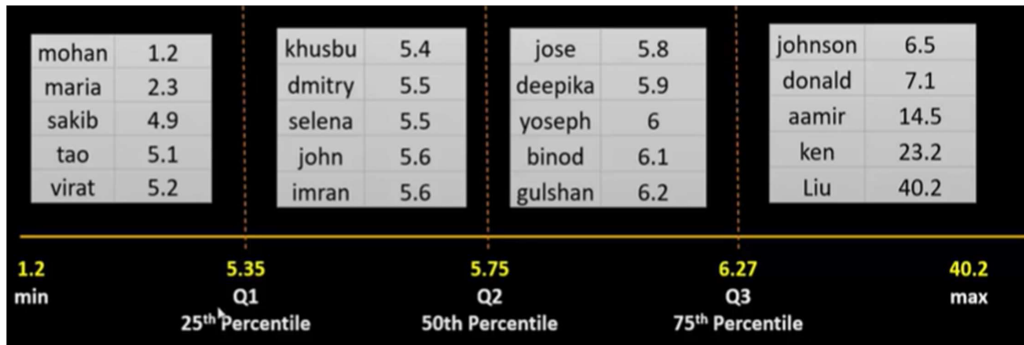 mohan 1.2
maria 2.3
sakib 4.9
tao 5.1
virat 5.2
khusbu 5.4
dmitry 5.5
selena 5.5
john 5.6
imran 5.6
jose 5.8
deepika 5.9
yoseph 6
binod 6.1
gulshan 6.2
johnson 6.5
donald 7.1
aamir 14.5
ken 23.2
Liu 40.2
1.2 5.35 5.75 6.27 40.2
min Q1 Q2 Q3 max
25th Percentile 50th Percentile 75th Percentile